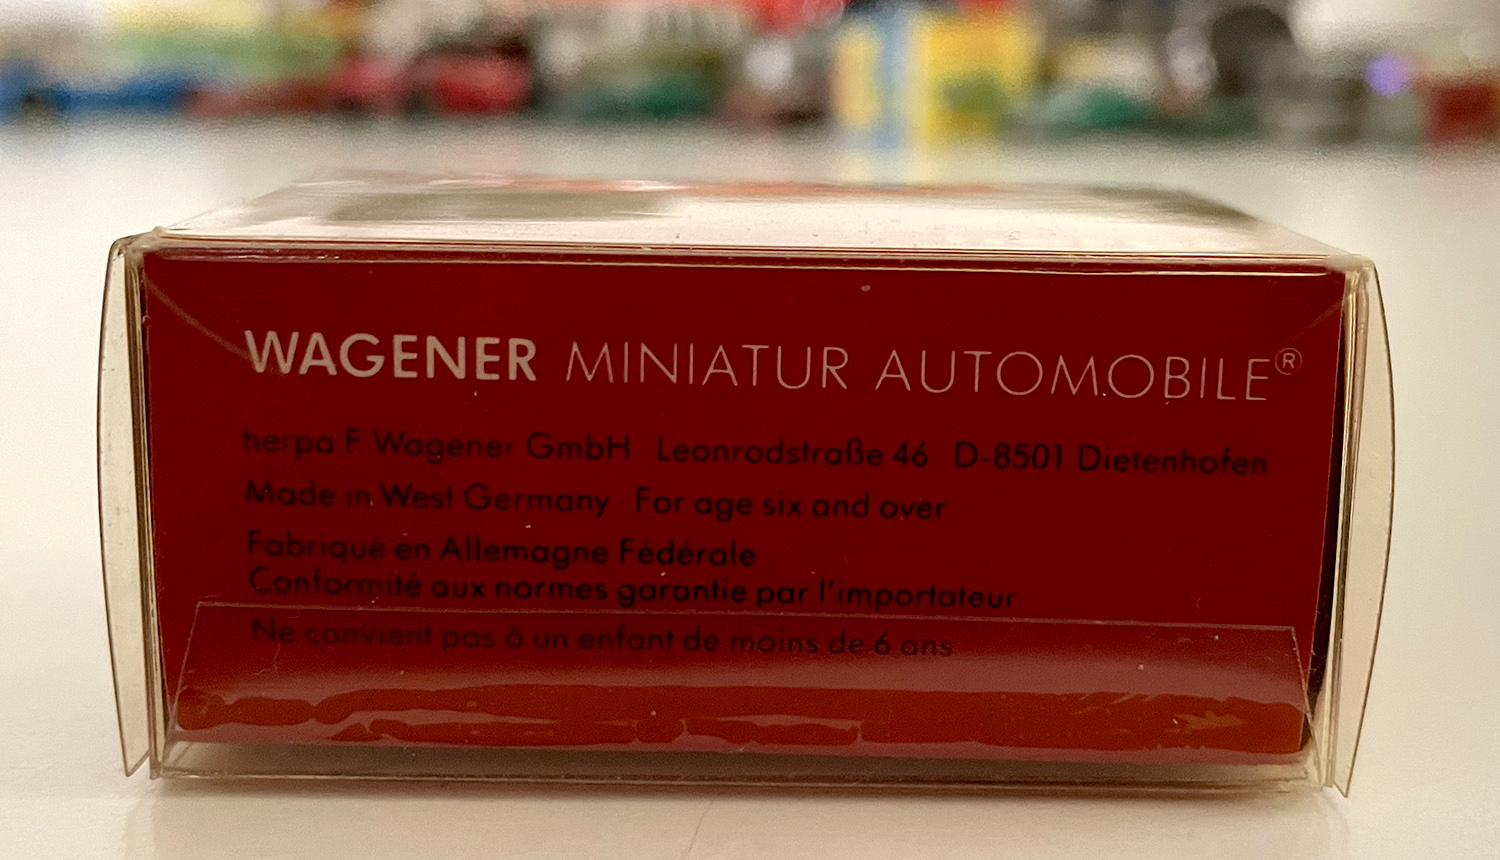 WAGENER MINIATUR AUTOMOBILE®
herpa F. Wagener GmbH Leonrodstraße 46 D-8501 Dietenhofen
Made in West Germany For age six and over
Fabriqué en Allemagne Fédérale
Conformité aux normes garantie par l'importateur
Ne convient pas à un enfant de moins de 6 ans